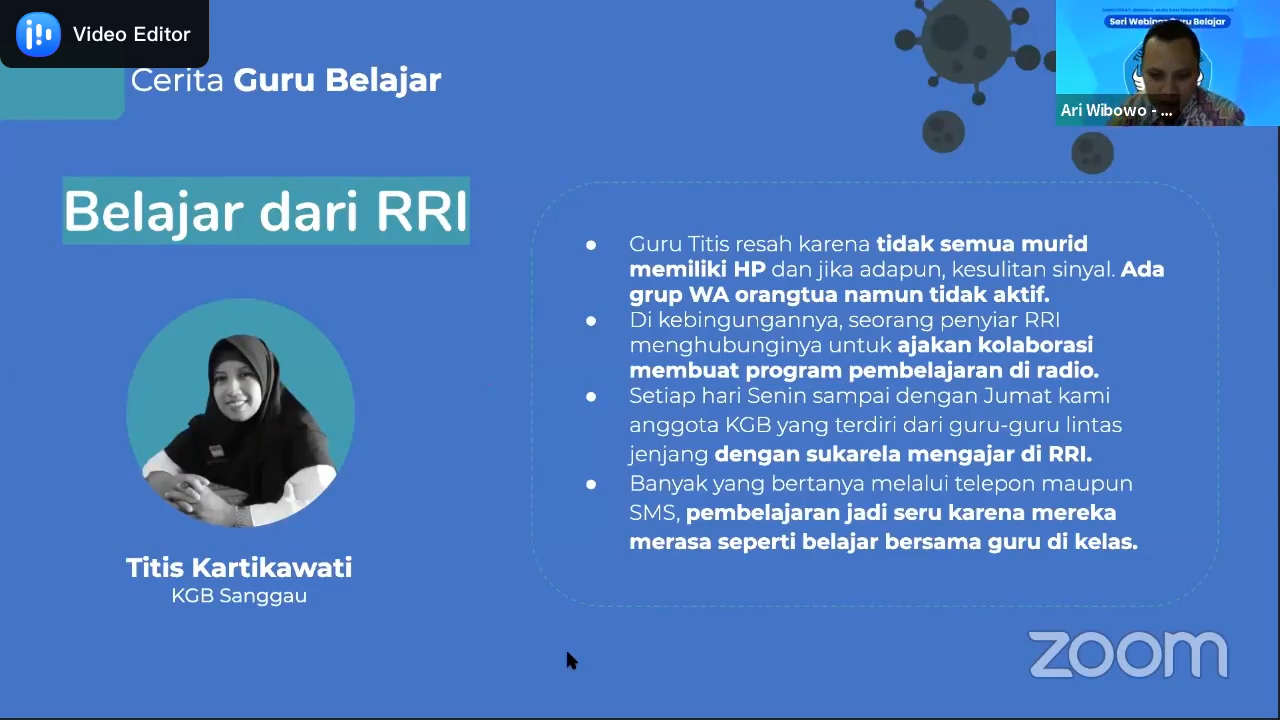 Video Editor
Cerita Guru Belajar
Seri Webinar Guru Belajar
Ari Wibowo - ...
Belajar dari RRI
● Guru Titis resah karena tidak semua murid
memiliki HP dan jika adapun, kesulitan sinyal. Ada
grup WA orangtua namun tidak aktif.
● Di kebingungannya, seorang penyiar RRI
menghubunginya untuk ajakan kolaborasi
membuat program pembelajaran di radio.
● Setiap hari Senin sampai dengan Jumat kami
anggota KGB yang terdiri dari guru-guru lintas
jenjang dengan sukarela mengajar di RRI.
● Banyak yang bertanya melalui telepon maupun
SMS, pembelajaran jadi seru karena mereka
merasa seperti belajar bersama guru di kelas.
Titis Kartikawati
KGB Sanggau
zoom